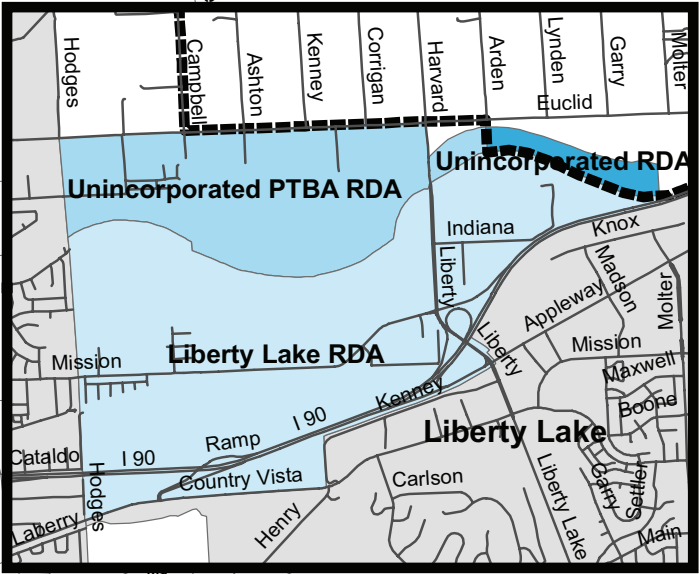 Hodges
Campbell
Ashton
Kenney
Corrigan
Harvard
Arden
Lynden
Garry
Molter
Euclid
Unincorporated RDA
Unincorporated PTBA RDA
Indiana
Knox
Liberty
Madson
Molter
Appleway
Liberty
Mission
Mission
Liberty Lake RDA
Maxwell
Kenney
Boone
I 90
Liberty Lake
Ramp
Cataldo
I 90
Country Vista
Carlson
Hodges
Liberty Lake
Garry
Settler
Laberry
Henry
Main